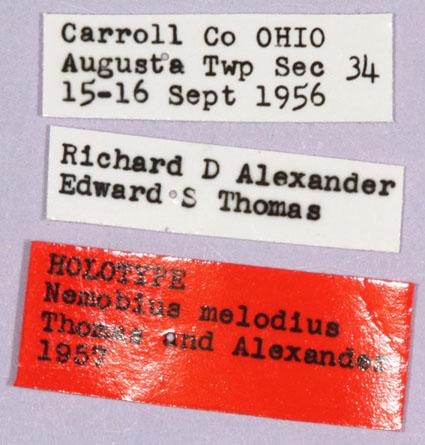 Carroll Co OHIO
Augusta Twp Sec 34
15-16 Sept 1956
Richard D Alexander
Edward S Thomas
HOLOTYPE
Nemobius melodius
Thomas and Alexander
1957